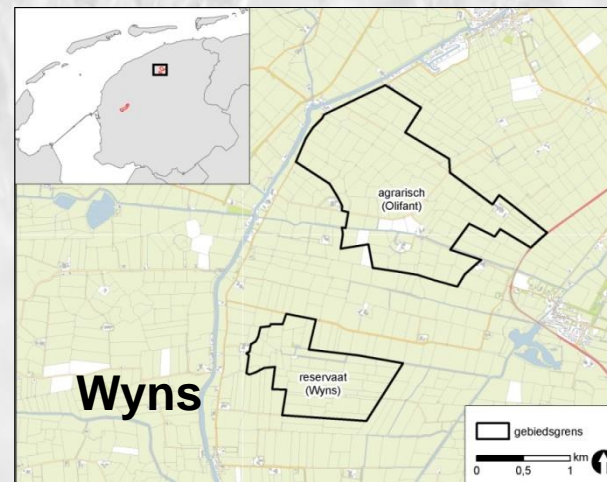 agrarisch
(Olifant)
reservaat
(Wyns)
Wyns
gebiedsgrens
km
0 0,5 1